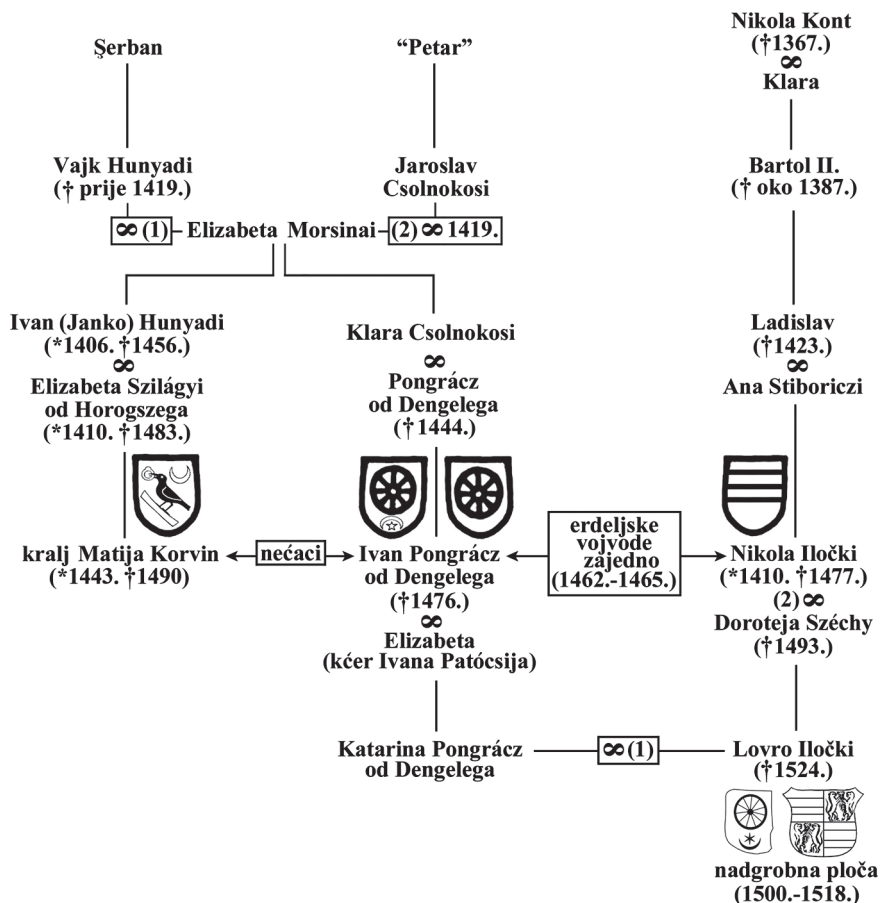 Şerban
“Petar”
Nikola Kont
(†1367.)
∞
Klara
Vajk Hunyadi
(† prije 1419.)
Jaroslav
Csolnokosi
Bartol II.
(† oko 1387.)
∞ (1)
Elizabeta Morsinai
(2) ∞ 1419.
Ivan (Janko) Hunyadi
(*1406. †1456.)
∞
Elizabeta Szilágyi
od Horogszega
(*1410. †1483.)
Klara Csolnokosi
∞
Pongrácz
od Dengelega
(†1444.)
Ladislav
(†1423.)
∞
Ana Stiboriczi
kralj Matija Korvin
(*1443. †1490)
nećaci
Ivan Pongrácz
od Dengelega
(†1476.)
∞
Elizabeta
(kćer Ivana Patócsija)
erdeljske
vojvode
zajedno
(1462.-1465.)
Nikola Iločki
(*1410. †1477.)
(2) ∞
Doroteja Széchy
(†1493.)
Katarina Pongrácz
od Dengelega
∞ (1)
Lovro Iločki
(†1524.)
nadgrobna ploča
(1500.-1518.)